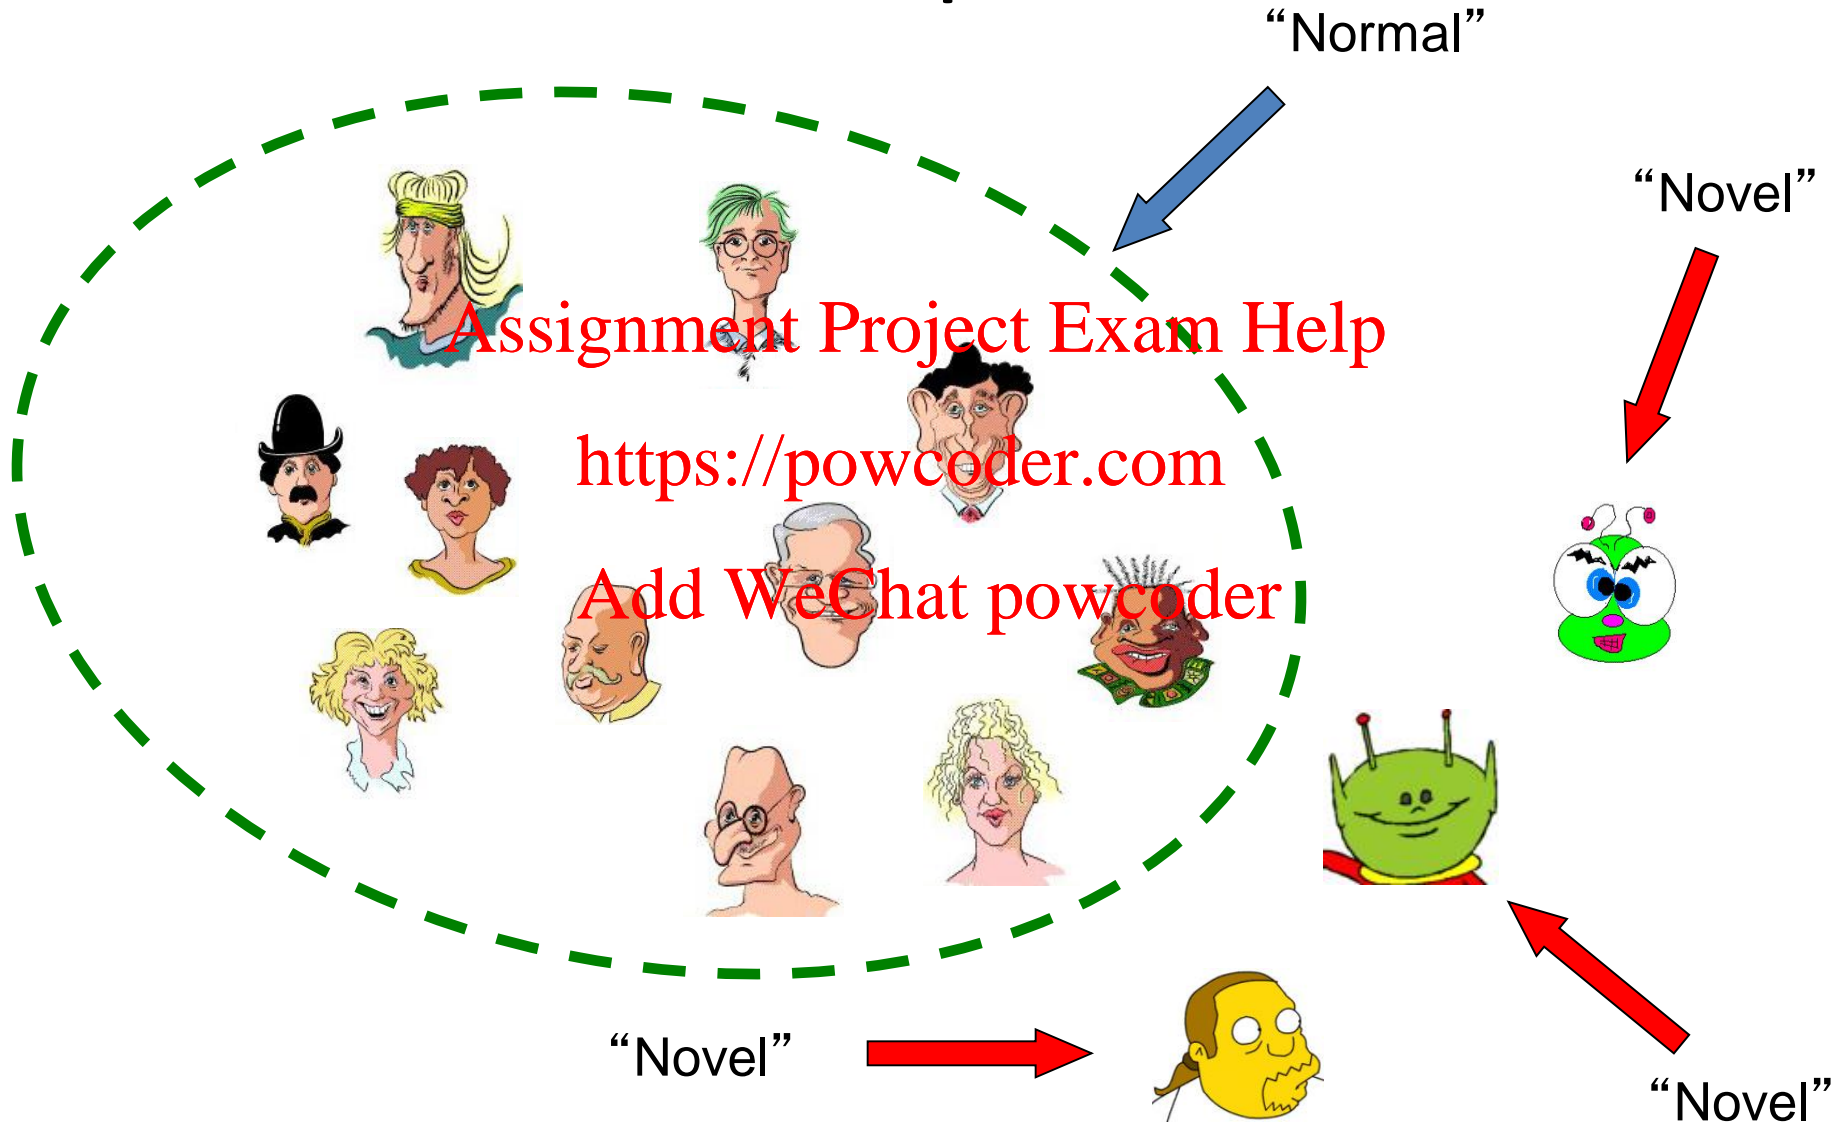 “Normal”
“Novel”
Assignment Project Exam Help
https://powcoder.com
Add WeChat powcoder
“Novel”
“Novel”